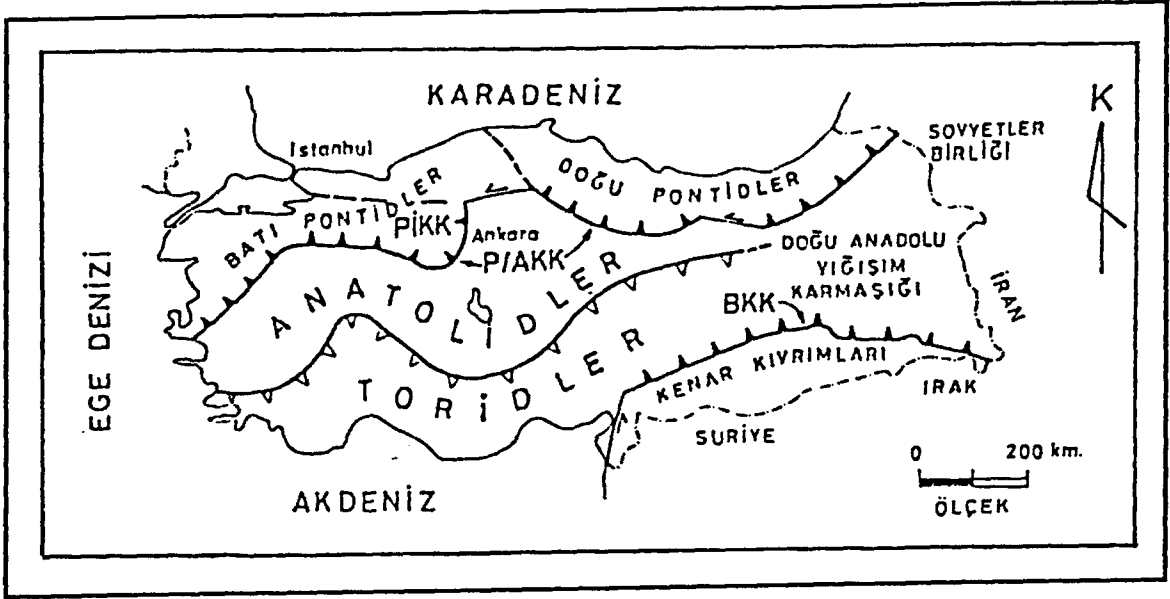 KARADENİZ
K
İstanbul
SOVYETLER
BİRLİĞİ
DOĞU PONTİDLER
BATI PONTİDLER
PİKK
Ankara
P/AKK
DOĞU ANADOLU
YIĞIŞIM
KARMAŞIĞI
EGE DENİZİ
ANATOLİDLER
İRAN
BKK
TORİDLER
KENAR KIVRIMLARI
IRAK
SURİYE
0 200 km.
ÖLÇEK
AKDENİZ